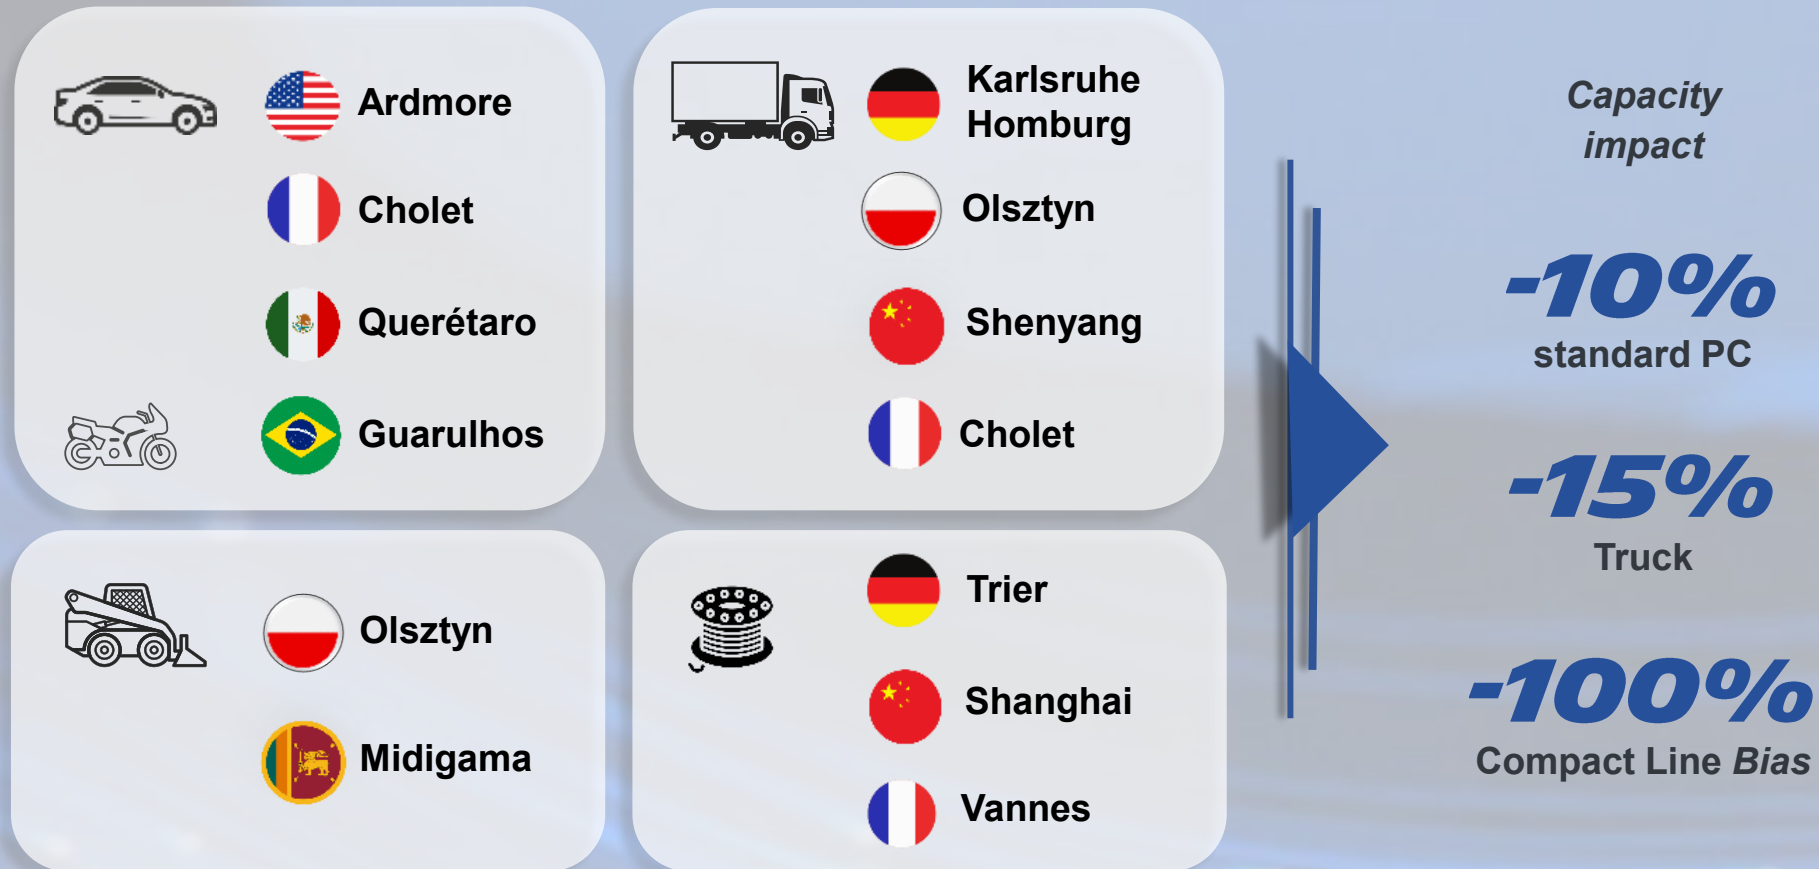 Ardmore
Cholet
Querétaro
Guarulhos
Karlsruhe
Homburg
Olsztyn
Shenyang
Cholet
Olsztyn
Midigama
Trier
Shanghai
Vannes
Capacity
impact
-10%
standard PC
-15%
Truck
-100%
Compact Line Bias